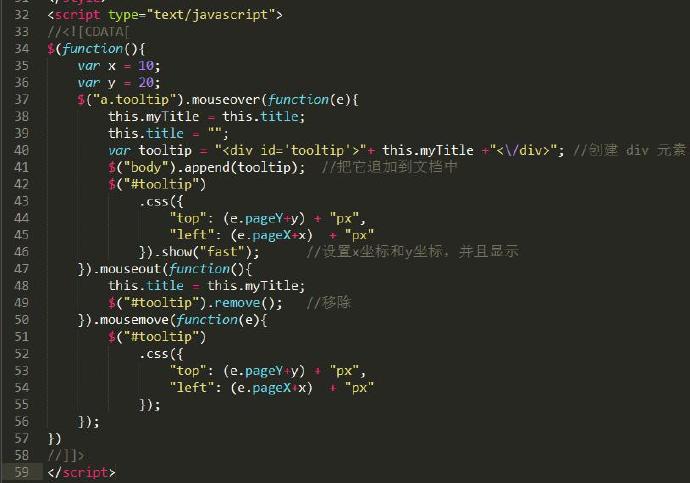 31 </style>
32 <script type="text/javascript">
33 //<![CDATA[
34 $(function(){
35     var x = 10;
36     var y = 20;
37     $("a.tooltip").mouseover(function(e){
38         this.myTitle = this.title;
39         this.title = "";
40         var tooltip = "<div id='tooltip'>"+ this.myTitle +"<\/div>"; //创建 div 元素
41         $("body").append(tooltip);  //把它追加到文档中
42         $("#tooltip")
43             .css({
44                 "top": (e.pageY+y) + "px",
45                 "left": (e.pageX+x)  + "px"
46             }).show("fast");      //设置x坐标和y坐标，并且显示
47     }).mouseout(function(){
48         this.title = this.myTitle;
49         $("#tooltip").remove();   //移除
50     }).mousemove(function(e){
51         $("#tooltip")
52             .css({
53                 "top": (e.pageY+y) + "px",
54                 "left": (e.pageX+x)  + "px"
55             });
56     });
57 })
58 //]]>
59 </script>